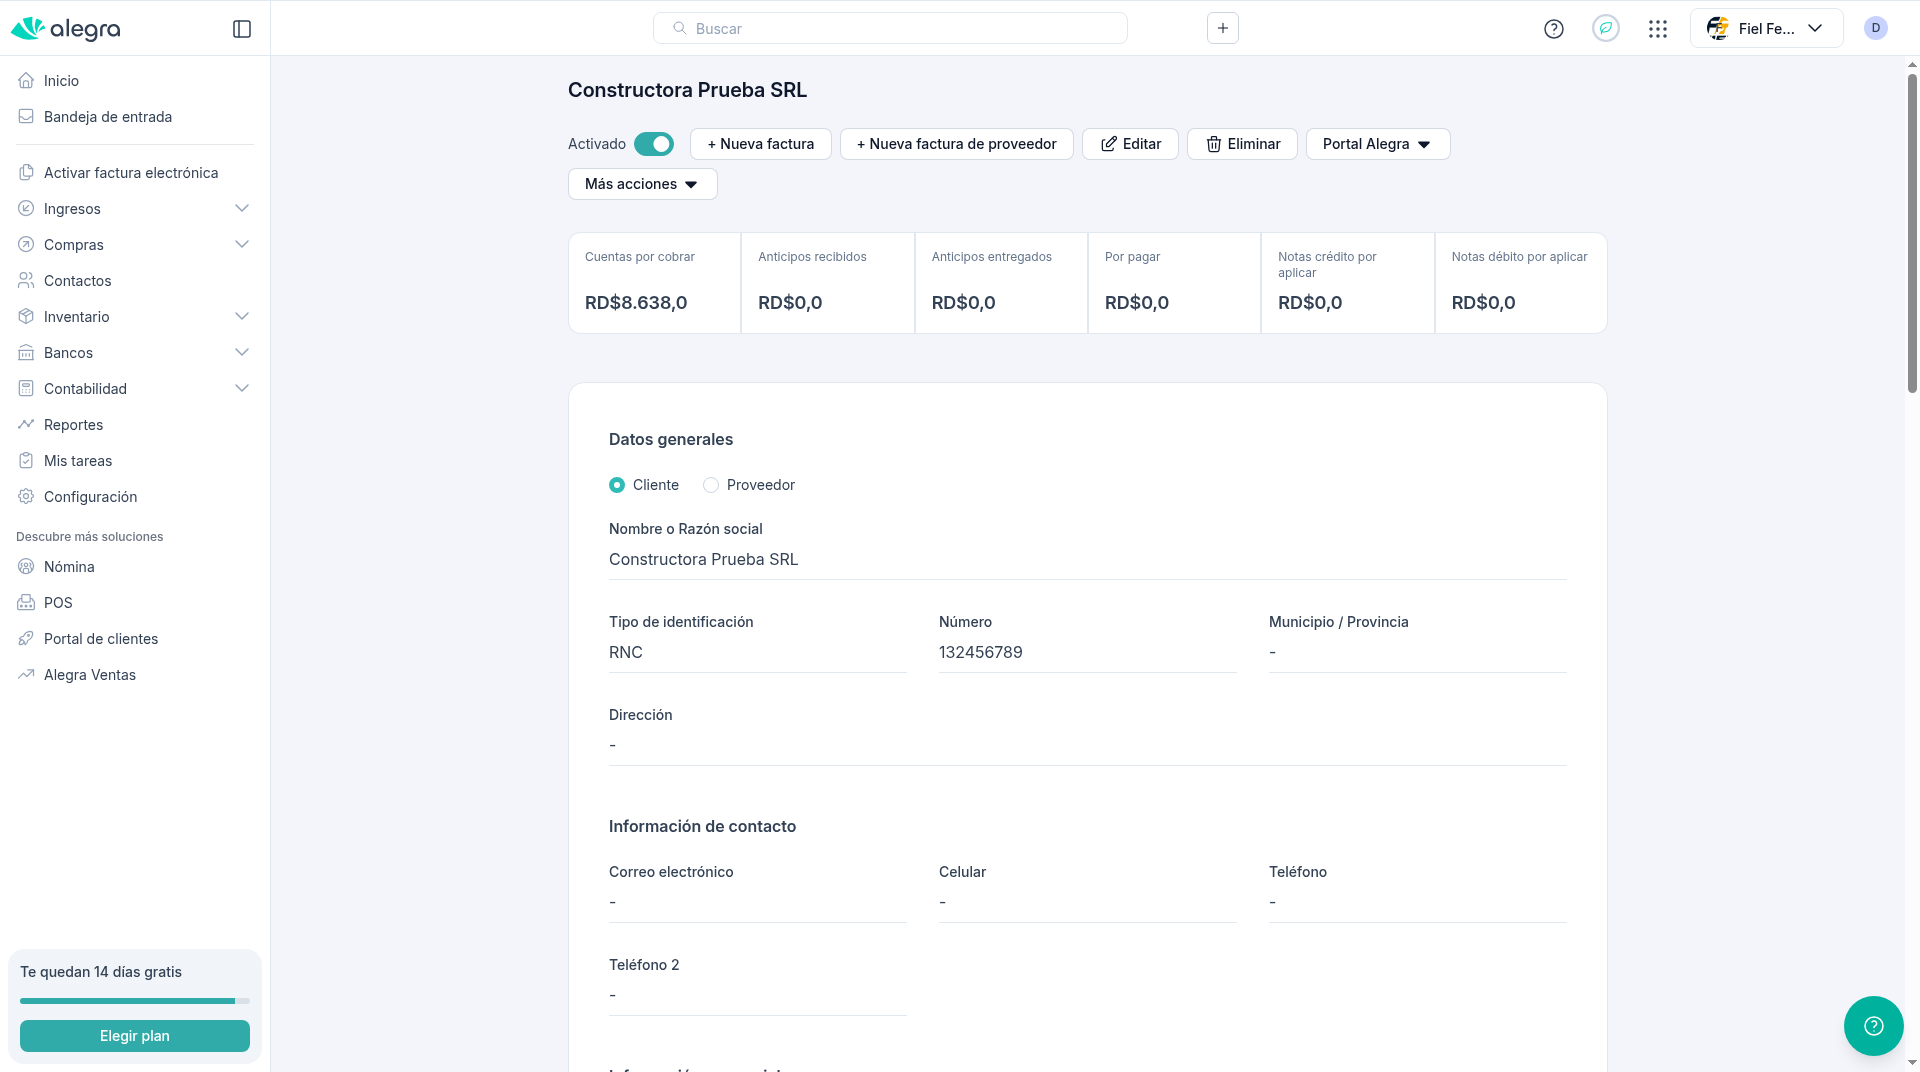 alegra
Buscar
Fiel Fe...
D
Inicio
Bandeja de entrada
Activar factura electrónica
Ingresos
Compras
Contactos
Inventario
Bancos
Contabilidad
Reportes
Mis tareas
Configuración
Descubre más soluciones
Nómina
POS
Portal de clientes
Alegra Ventas
Te quedan 14 días gratis
Elegir plan
Constructora Prueba SRL
Activado
+ Nueva factura
+ Nueva factura de proveedor
Editar
Eliminar
Portal Alegra
Más acciones
Cuentas por cobrar
RD$8.638,0
Anticipos recibidos
RD$0,0
Anticipos entregados
RD$0,0
Por pagar
RD$0,0
Notas crédito por
aplicar
RD$0,0
Notas débito por aplicar
RD$0,0
Datos generales
Cliente
Proveedor
Nombre o Razón social
Constructora Prueba SRL
Tipo de identificación
RNC
Número
132456789
Municipio / Provincia
-
Dirección
-
Información de contacto
Correo electrónico
-
Celular
-
Teléfono
-
Teléfono 2
-